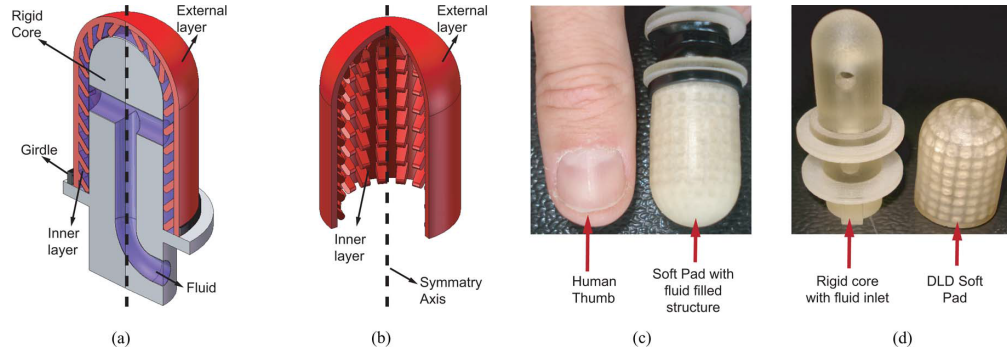 Rigid
Core
External
layer
Girdle
Inner
layer
Fluid
(a)
External
layer
Inner
layer
Symmetry
Axis
(b)
Human
Thumb
Soft Pad with
fluid filled
structure
(c)
Rigid core
with fluid inlet
DLD Soft
Pad
(d)